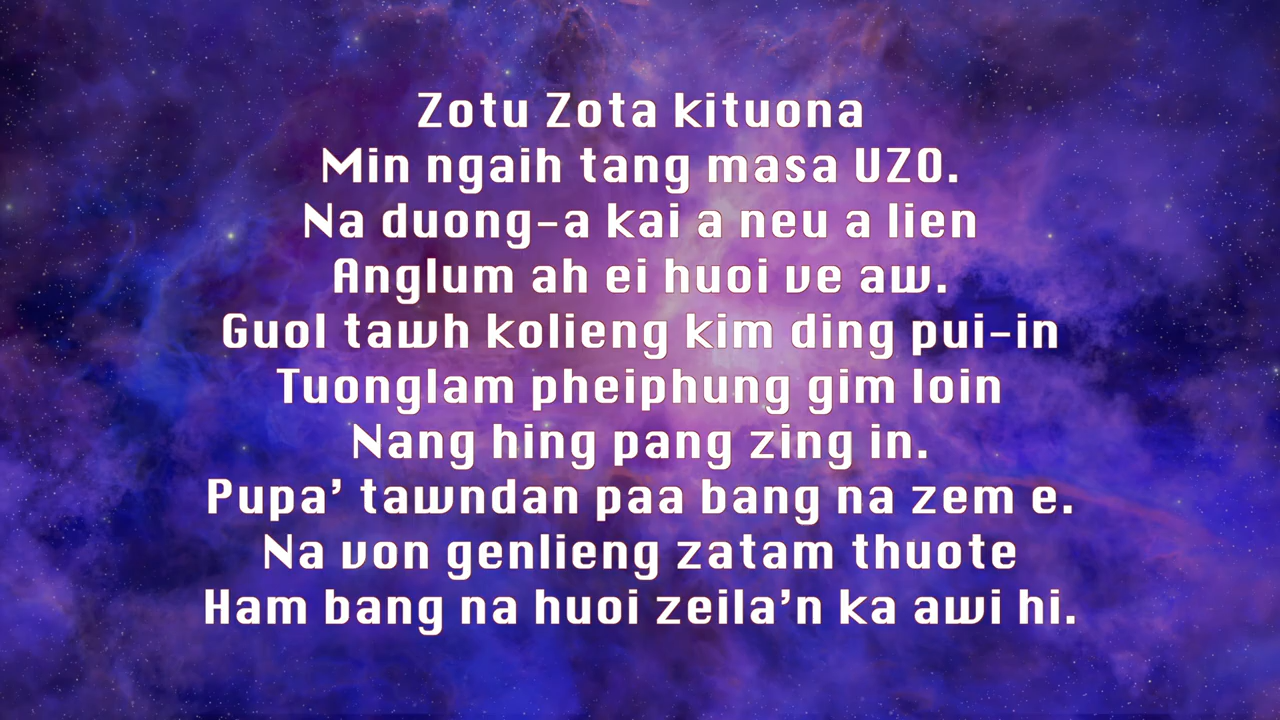 Zotu Zota kituona
Min ngaih tang masa UZO.
Na duong-a kai a neu a lien
Anglum ah ei huoi ve aw.
Guol tawh kolieng kim ding pui-in
Tuonglam pheiphung gim loin
Nang hing pang zing in.
Pupa’ tawndan paa bang na zem e.
Na von genlieng zatam thuote
Ham bang na huoi zeila’n ka awi hi.